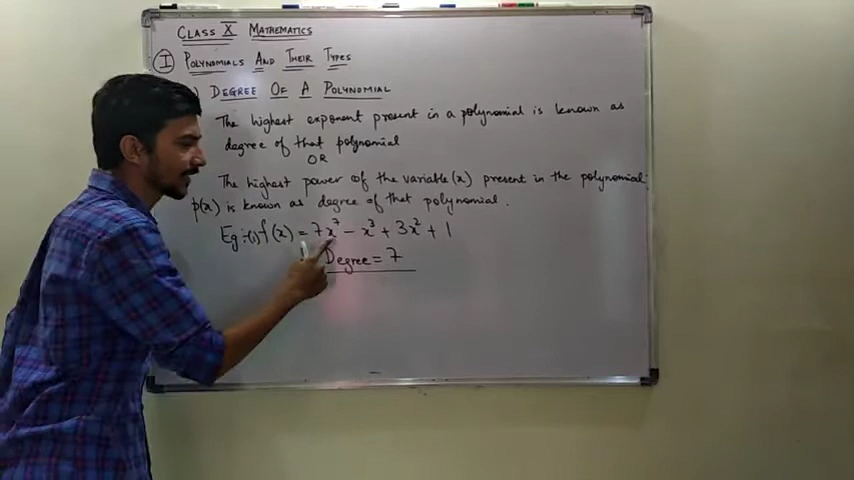 CLASS X MATHEMATICS
I POLYNOMIALS AND THEIR TYPES
) DEGREE OF A POLYNOMIAL
The highest exponent present in a polynomial is known as
degree of that polynomial
OR
The highest power of the variable (x) present in the polynomial
p(x) is known as degree of that polynomial.
Eg:-(1) f(x) = 7x⁷ - x³ + 3x² + 1
Degree = 7